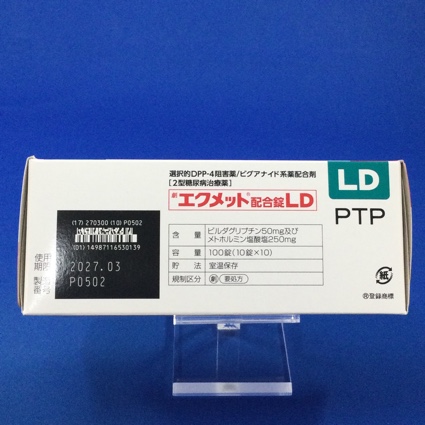 選択的DPP-4阻害薬/ビグアナイド系薬配合剤
[2型糖尿病治療薬]
劇 エクメット配合錠LD
LD
PTP
含 量 ビルダグリプチン50mg及び
メトホルミン塩酸塩250mg
容 量 100錠(10錠×10)
貯 法 室温保存
規制区分 劇 要処方
(17) 270300 (10) P0502
(01) 14987116530139
使用期限 2027.03
製造番号 P0502
紙
®登録商標